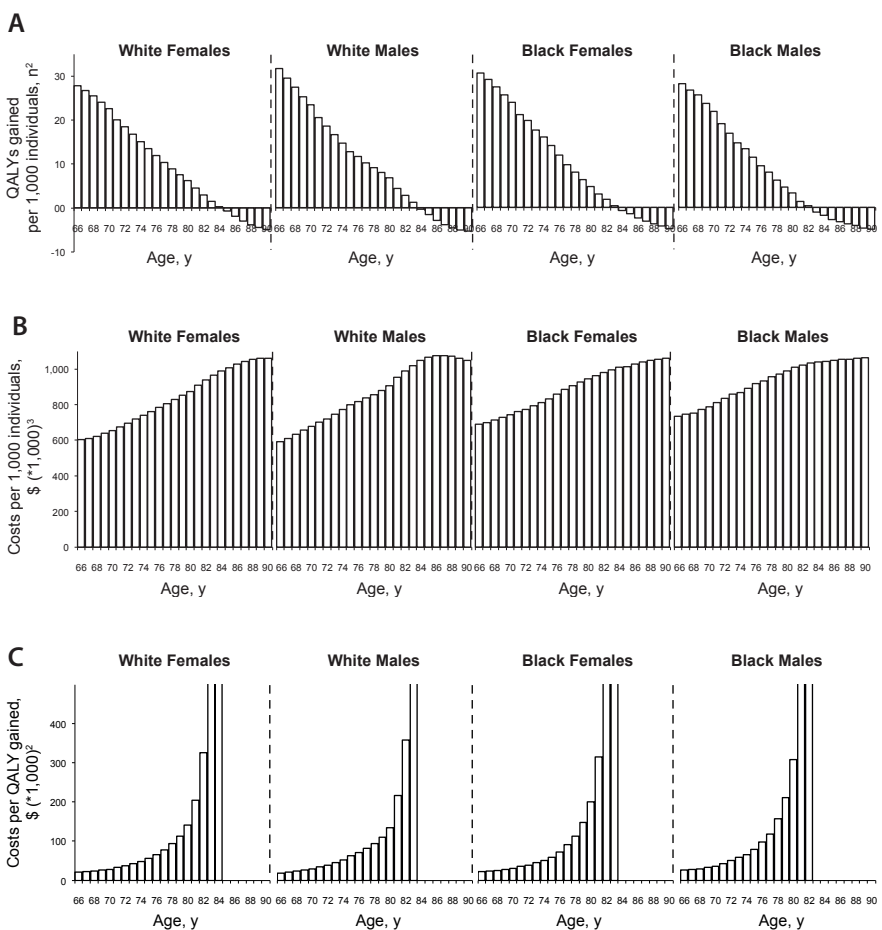 A
White Females White Males Black Females Black Males
QALYs gained
per 1,000 individuals, n²
30
20
10
00
-10
66 68 70 72 74 76 78 80 82 84 86 88 90 66 68 70 72 74 76 78 80 82 84 86 88 90 66 68 70 72 74 76 78 80 82 84 86 88 90 66 68 70 72 74 76 78 80 82 84 86 88 90
Age, y Age, y Age, y Age, y
B
White Females White Males Black Females Black Males
Costs per 1,000 individuals,
$ (*1,000)³
1,000
800
600
400
200
0
66 68 70 72 74 76 78 80 82 84 86 88 90 66 68 70 72 74 76 78 80 82 84 86 88 90 66 68 70 72 74 76 78 80 82 84 86 88 90 66 68 70 72 74 76 78 80 82 84 86 88 90
Age, y Age, y Age, y Age, y
C
White Females White Males Black Females Black Males
Costs per QALY gained,
$ (*1,000)²
400
300
200
100
0
66 68 70 72 74 76 78 80 82 84 86 88 90 66 68 70 72 74 76 78 80 82 84 86 88 90 66 68 70 72 74 76 78 80 82 84 86 88 90 66 68 70 72 74 76 78 80 82 84 86 88 90
Age, y Age, y Age, y Age, y